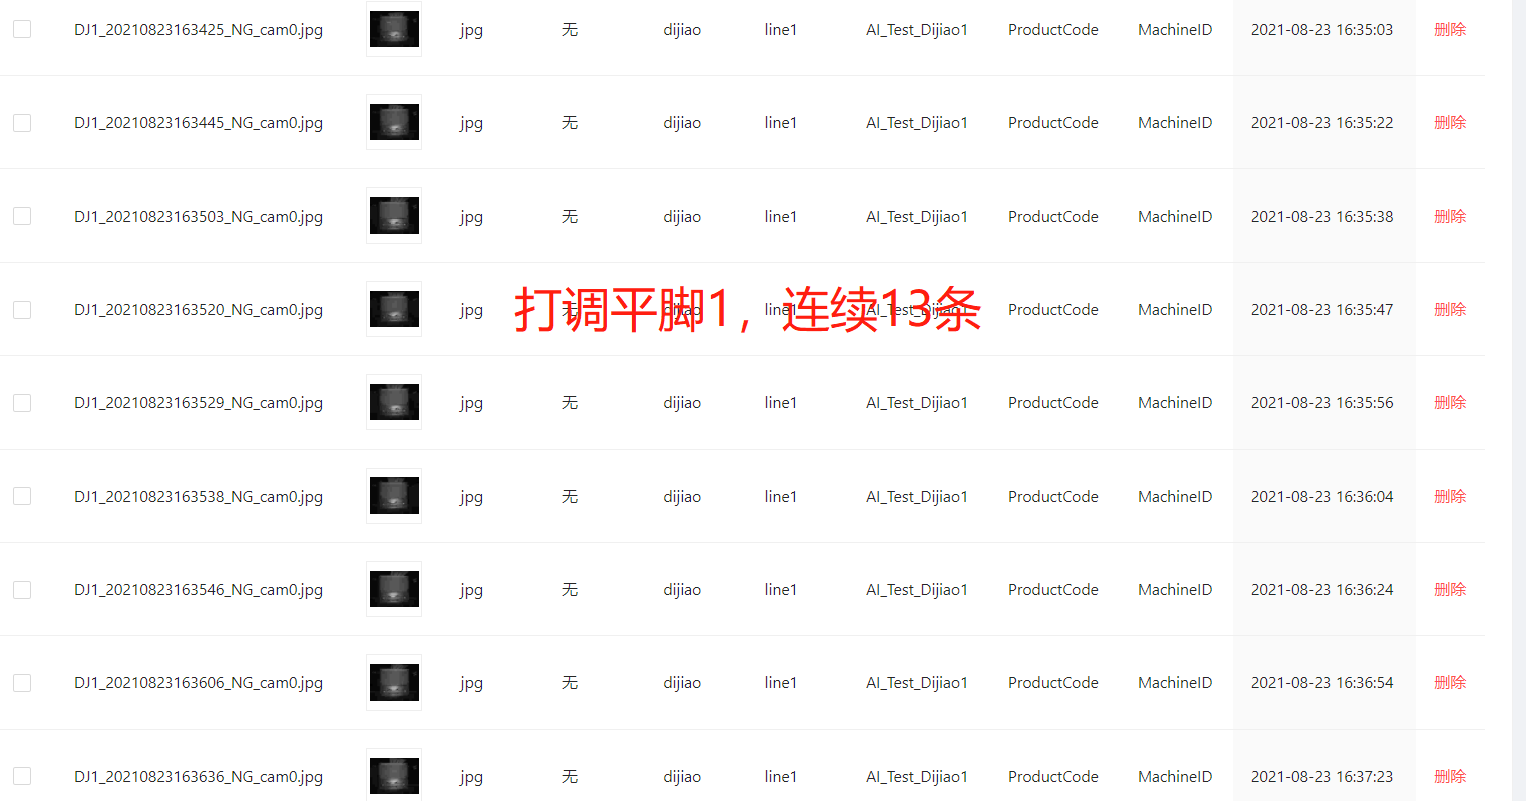 DJ1_20210823163425_NG_cam0.jpg jpg 无 dijiao line1 AI_Test_Dijiao1 ProductCode MachineID 2021-08-23 16:35:03 删除
DJ1_20210823163445_NG_cam0.jpg jpg 无 dijiao line1 AI_Test_Dijiao1 ProductCode MachineID 2021-08-23 16:35:22 删除
DJ1_20210823163503_NG_cam0.jpg jpg 无 dijiao line1 AI_Test_Dijiao1 ProductCode MachineID 2021-08-23 16:35:38 删除
打调平脚1，连续13条
DJ1_20210823163520_NG_cam0.jpg jpg 无 dijiao line1 AI_Test_Dijiao1 ProductCode MachineID 2021-08-23 16:35:47 删除
DJ1_20210823163529_NG_cam0.jpg jpg 无 dijiao line1 AI_Test_Dijiao1 ProductCode MachineID 2021-08-23 16:35:56 删除
DJ1_20210823163538_NG_cam0.jpg jpg 无 dijiao line1 AI_Test_Dijiao1 ProductCode MachineID 2021-08-23 16:36:04 删除
DJ1_20210823163546_NG_cam0.jpg jpg 无 dijiao line1 AI_Test_Dijiao1 ProductCode MachineID 2021-08-23 16:36:24 删除
DJ1_20210823163606_NG_cam0.jpg jpg 无 dijiao line1 AI_Test_Dijiao1 ProductCode MachineID 2021-08-23 16:36:54 删除
DJ1_20210823163636_NG_cam0.jpg jpg 无 dijiao line1 AI_Test_Dijiao1 ProductCode MachineID 2021-08-23 16:37:23 删除